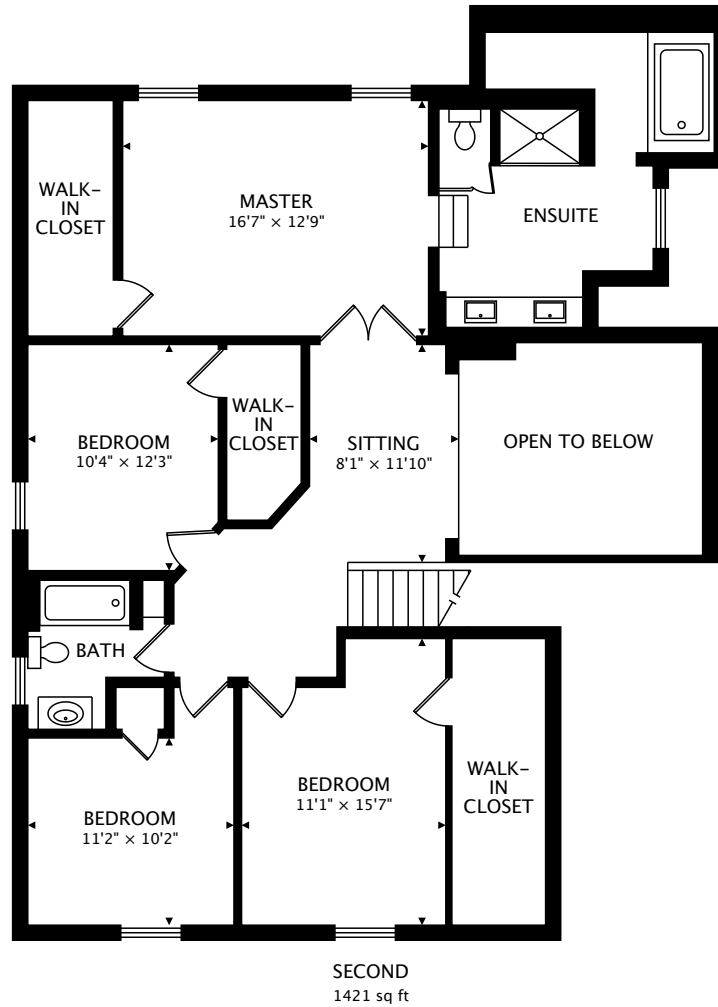 WALK-
IN
CLOSET
MASTER
16'7" × 12'9"
ENSUITE
BEDROOM
10'4" × 12'3"
WALK-
IN
CLOSET
SITTING
8'1" × 11'10"
OPEN TO BELOW
BATH
BEDROOM
11'2" × 10'2"
BEDROOM
11'1" × 15'7"
WALK-
IN
CLOSET
SECOND
1421 sq ft